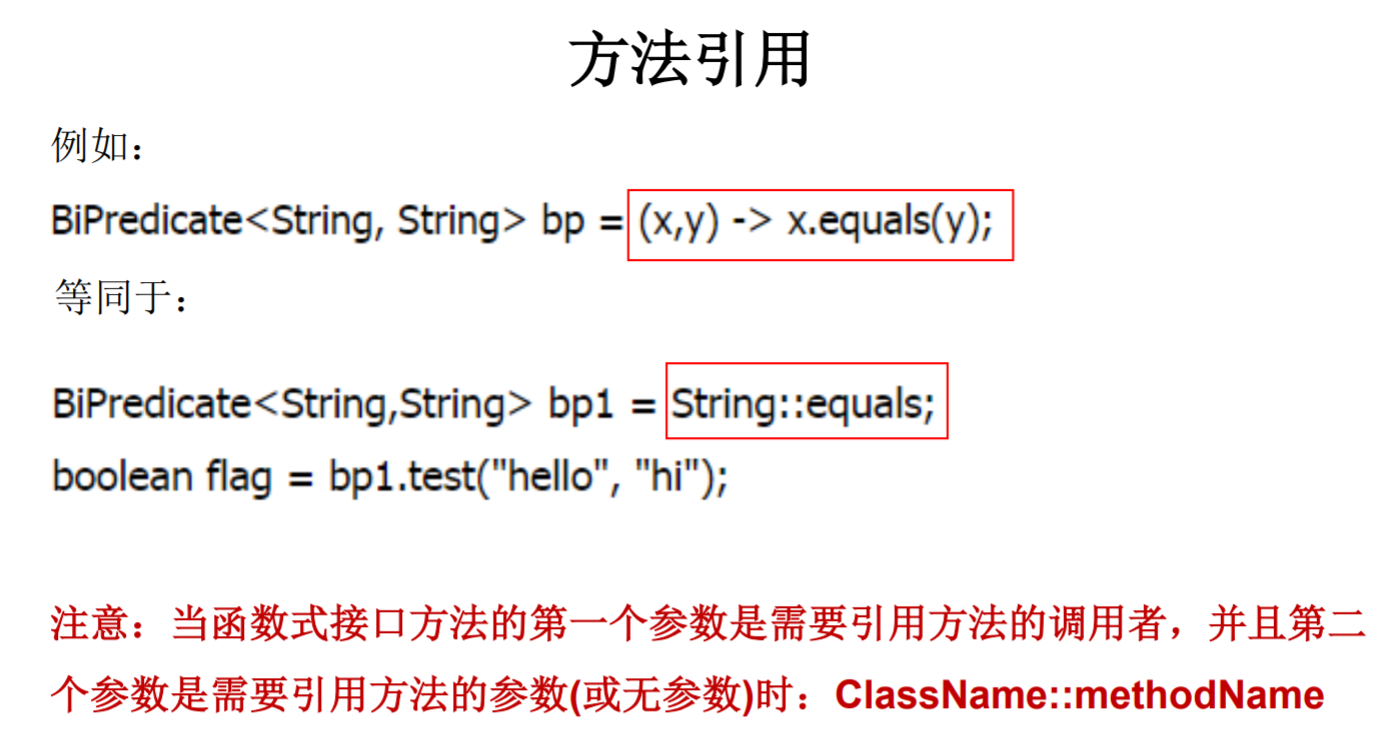 方法引用
例如：
BiPredicate<String, String> bp = (x,y) -> x.equals(y);
等同于：
BiPredicate<String,String> bp1 = String::equals;
boolean flag = bp1.test("hello", "hi");
注意：当函数式接口方法的第一个参数是需要引用方法的调用者，并且第二
个参数是需要引用方法的参数(或无参数)时：ClassName::methodName